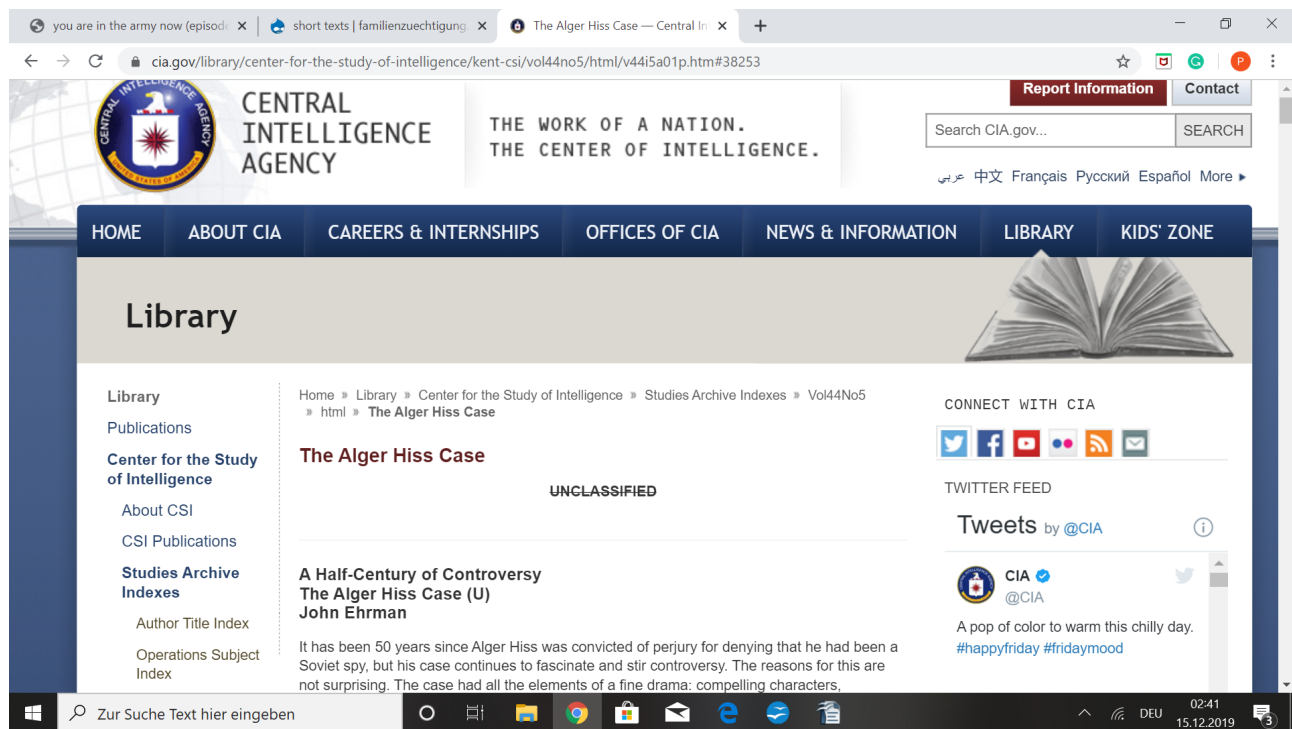 you are in the army now (episod
short texts | familienzuechtigung.
The Alger Hiss Case — Central In
cia.gov/library/center-for-the-study-of-intelligence/kent-csi/vol44no5/html/v44i5a01p.htm#38253
P
CENTRAL INTELLIGENCE AGENCY
UNITED STATES OF AMERICA
CENTRAL
INTELLIGENCE
AGENCY
THE WORK OF A NATION.
THE CENTER OF INTELLIGENCE.
Report Information
Contact
Search CIA.gov...
SEARCH
عربي 中文 Français Русский Español More ▸
HOME ABOUT CIA CAREERS & INTERNSHIPS OFFICES OF CIA NEWS & INFORMATION LIBRARY KIDS' ZONE
Library
Library
Publications
Center for the Study
of Intelligence
About CSI
CSI Publications
Studies Archive
Indexes
Author Title Index
Operations Subject
Index
Home » Library » Center for the Study of Intelligence » Studies Archive Indexes » Vol44No5
» html » The Alger Hiss Case
The Alger Hiss Case
UNCLASSIFIED
A Half-Century of Controversy
The Alger Hiss Case (U)
John Ehrman
It has been 50 years since Alger Hiss was convicted of perjury for denying that he had been a
Soviet spy, but his case continues to fascinate and stir controversy. The reasons for this are
not surprising. The case had all the elements of a fine drama: compelling characters,
CONNECT WITH CIA
TWITTER FEED
Tweets by @CIA
CIA
@CIA
A pop of color to warm this chilly day.
#happyfriday #fridaymood
Zur Suche Text hier eingeben
DEU
02:41
15.12.2019
3